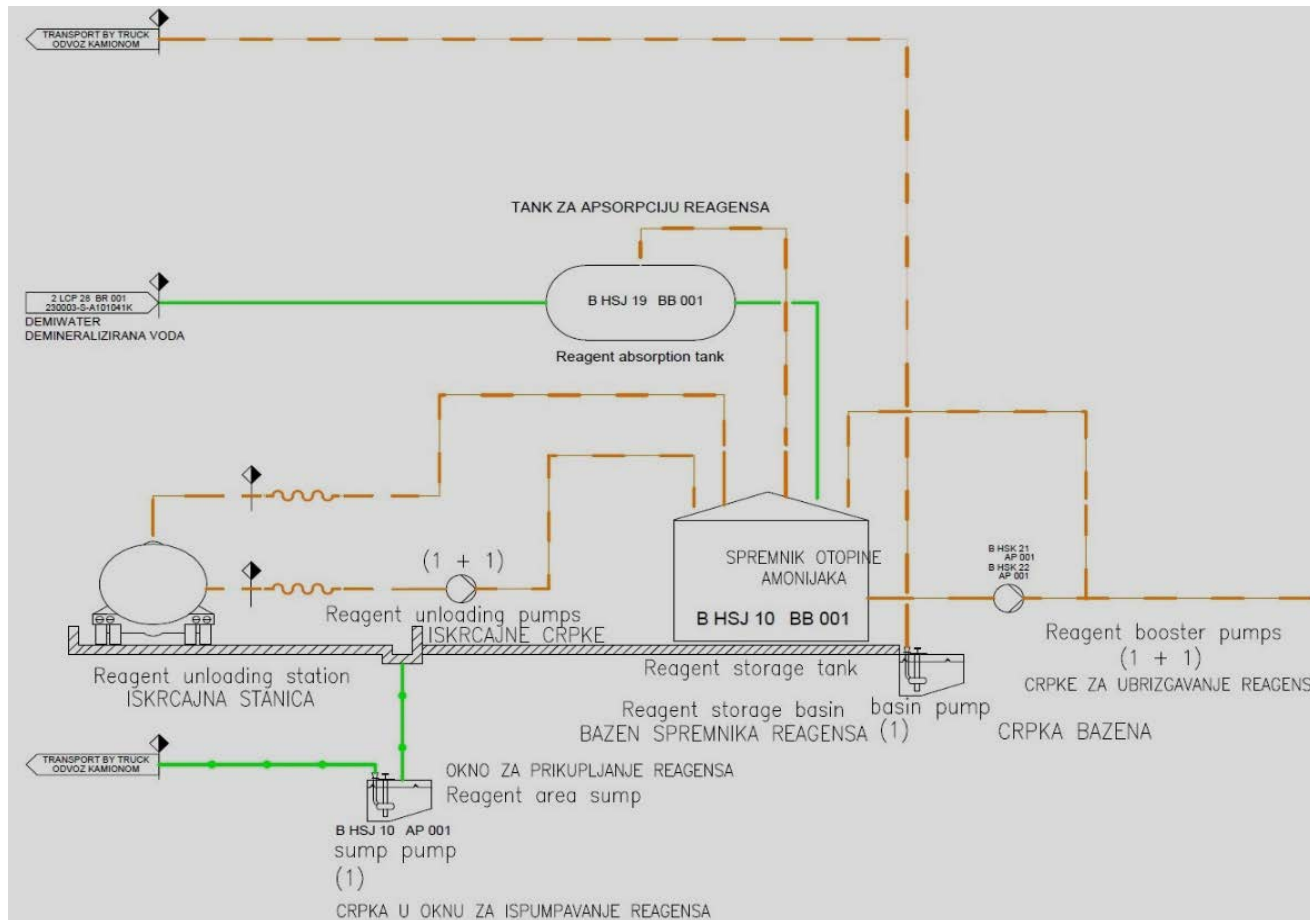 TRANSPORT BY TRUCK
ODVOZ KAMIONOM
TANK ZA APSORPCIJU REAGENSA
2 LCP 28 BR 001
230003-S-A101041K
DEMIWATER
DEMINERALIZIRANA VODA
B HSJ 19 BB 001
Reagent absorption tank
(1 + 1)
Reagent unloading pumps
ISKRCAJNE CRPKE
SPREMNIK OTOPINE
AMONIJAKA
B HSJ 10 BB 001
B HSK 21
AP 001
B HSK 22
AP 001
Reagent booster pumps
(1 + 1)
CRPKE ZA UBRIZGAVANJE REAGENS
Reagent unloading station
ISKRCAJNA STANICA
Reagent storage tank
Reagent storage basin
BAZEN SPREMNIKA REAGENSA
basin pump
(1)
CRPKA BAZENA
TRANSPORT BY TRUCK
ODVOZ KAMIONOM
OKNO ZA PRIKUPLJANJE REAGENSA
Reagent area sump
B HSJ 10 AP 001
sump pump
(1)
CRPKA U OKNU ZA ISPUMPAVANJE REAGENSA